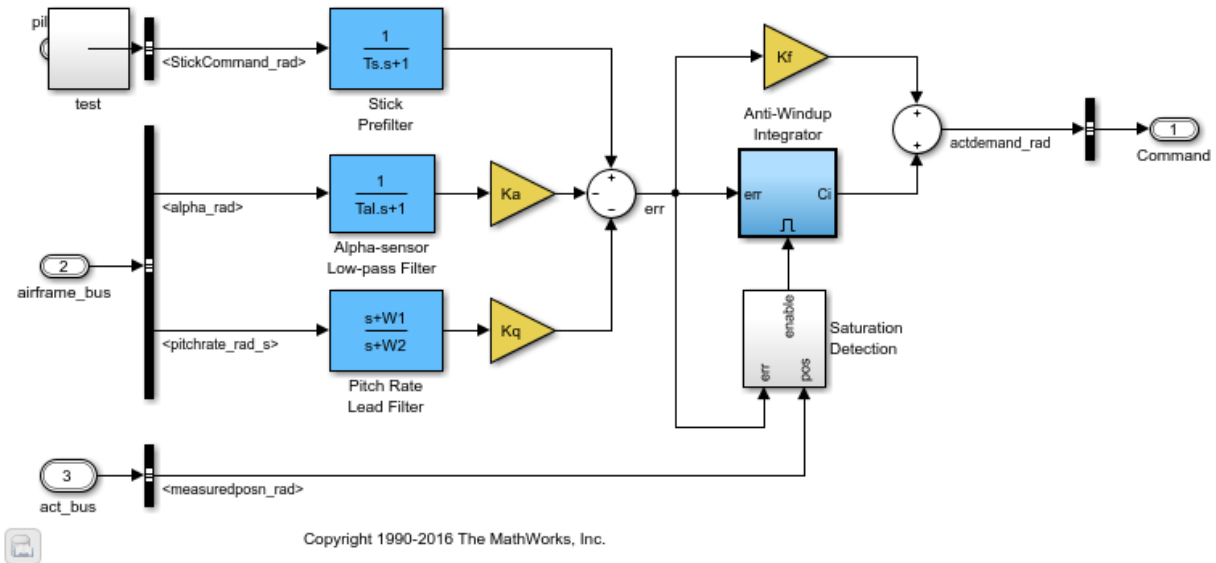 pil
test
<StickCommand_rad>
1
Ts.s+1
Stick
Prefilter
Kf
Anti-Windup
Integrator
+
+
actdemand_rad
1
Command
<alpha_rad>
1
Tal.s+1
Alpha-sensor
Low-pass Filter
Ka
+
−
−
err
err
Ci
2
airframe_bus
<pitchrate_rad_s>
s+W1
s+W2
Pitch Rate
Lead Filter
Kq
enable
err
pos
Saturation
Detection
3
act_bus
<measuredposn_rad>
Copyright 1990-2016 The MathWorks, Inc.